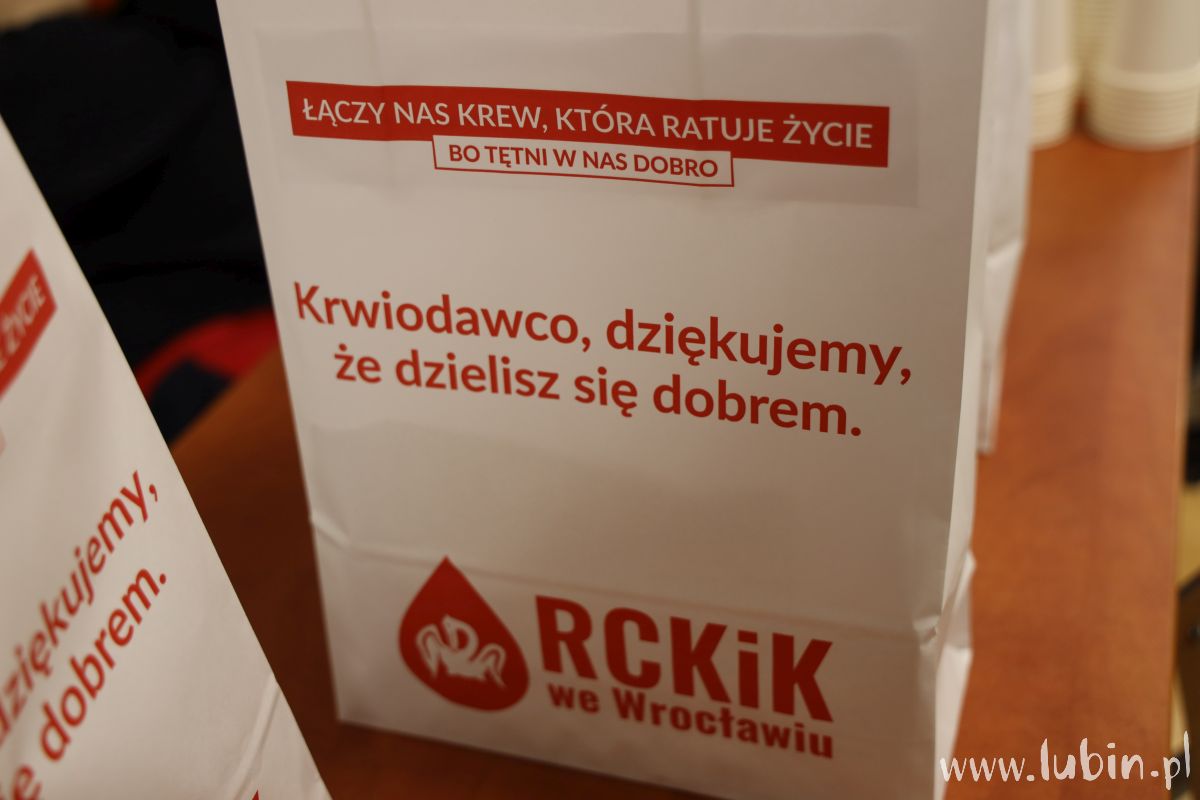 ŁĄCZY NAS KREW, KTÓRA RATUJE ŻYCIE
BO TĘTNI W NAS DOBRO
Krwiodawco, dziękujemy,
że dzielisz się dobrem.
RCKiK
we Wrocławiu
ŻYCIE
dziękujemy,
dobrem.
www.lubin.pl